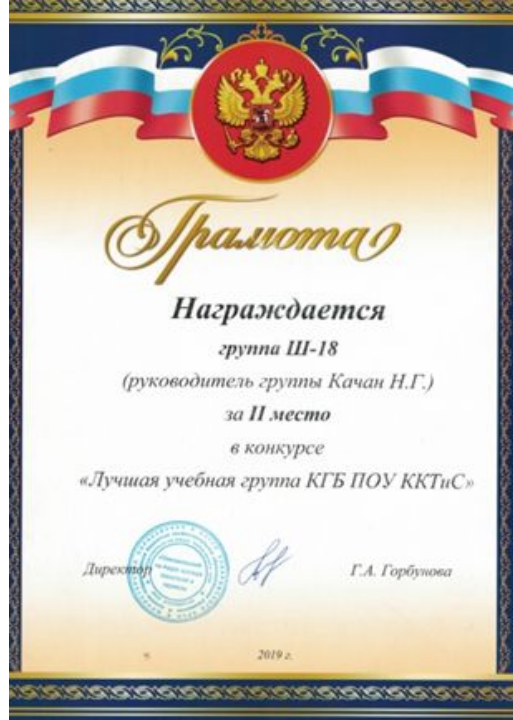 Грамота
Награждается
группа Ш-18
(руководитель группы Качан Н.Г.)
за II место
в конкурсе
«Лучшая учебная группа КГБ ПОУ ККТиС»
Директор
Г.А. Горбунова
2019 г.